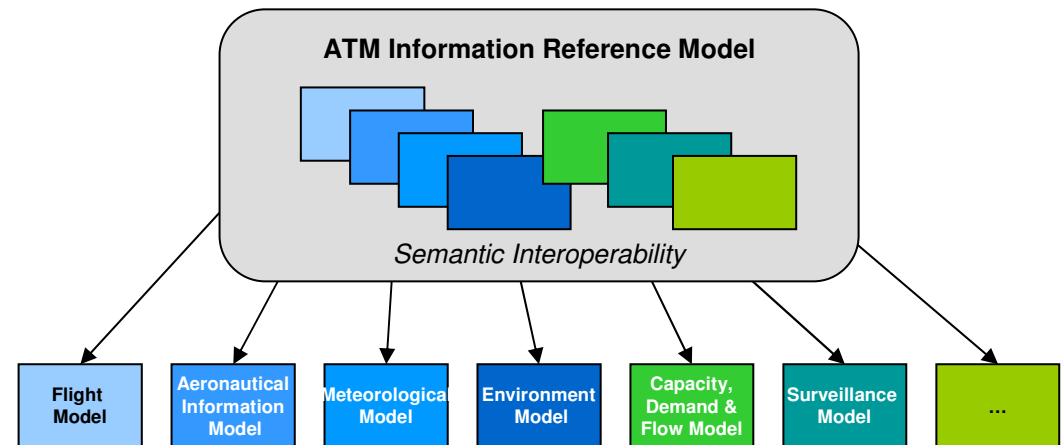 ATM Information Reference Model
Semantic Interoperability
Flight
Model
Aeronautical
Information
Model
Meteorological
Model
Environment
Model
Capacity,
Demand &
Flow Model
Surveillance
Model
...